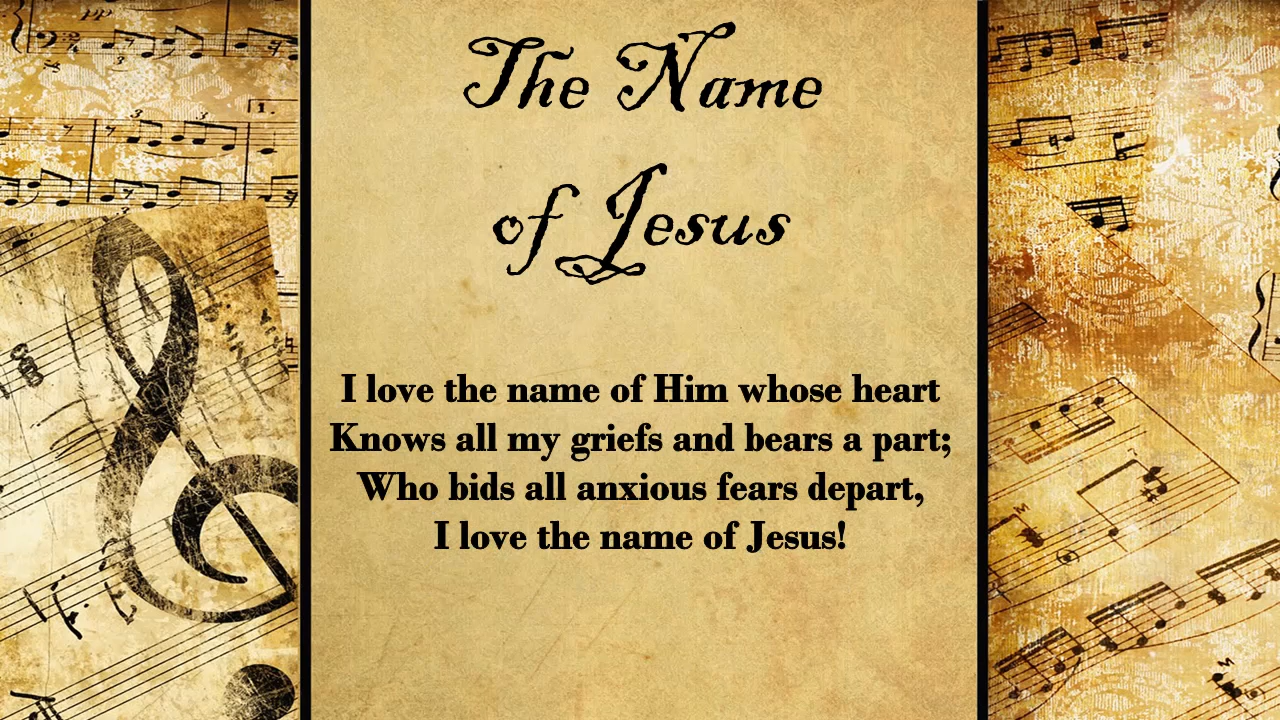 The Name
of Jesus
I love the name of Him whose heart
Knows all my griefs and bears a part;
Who bids all anxious fears depart,
I love the name of Jesus!